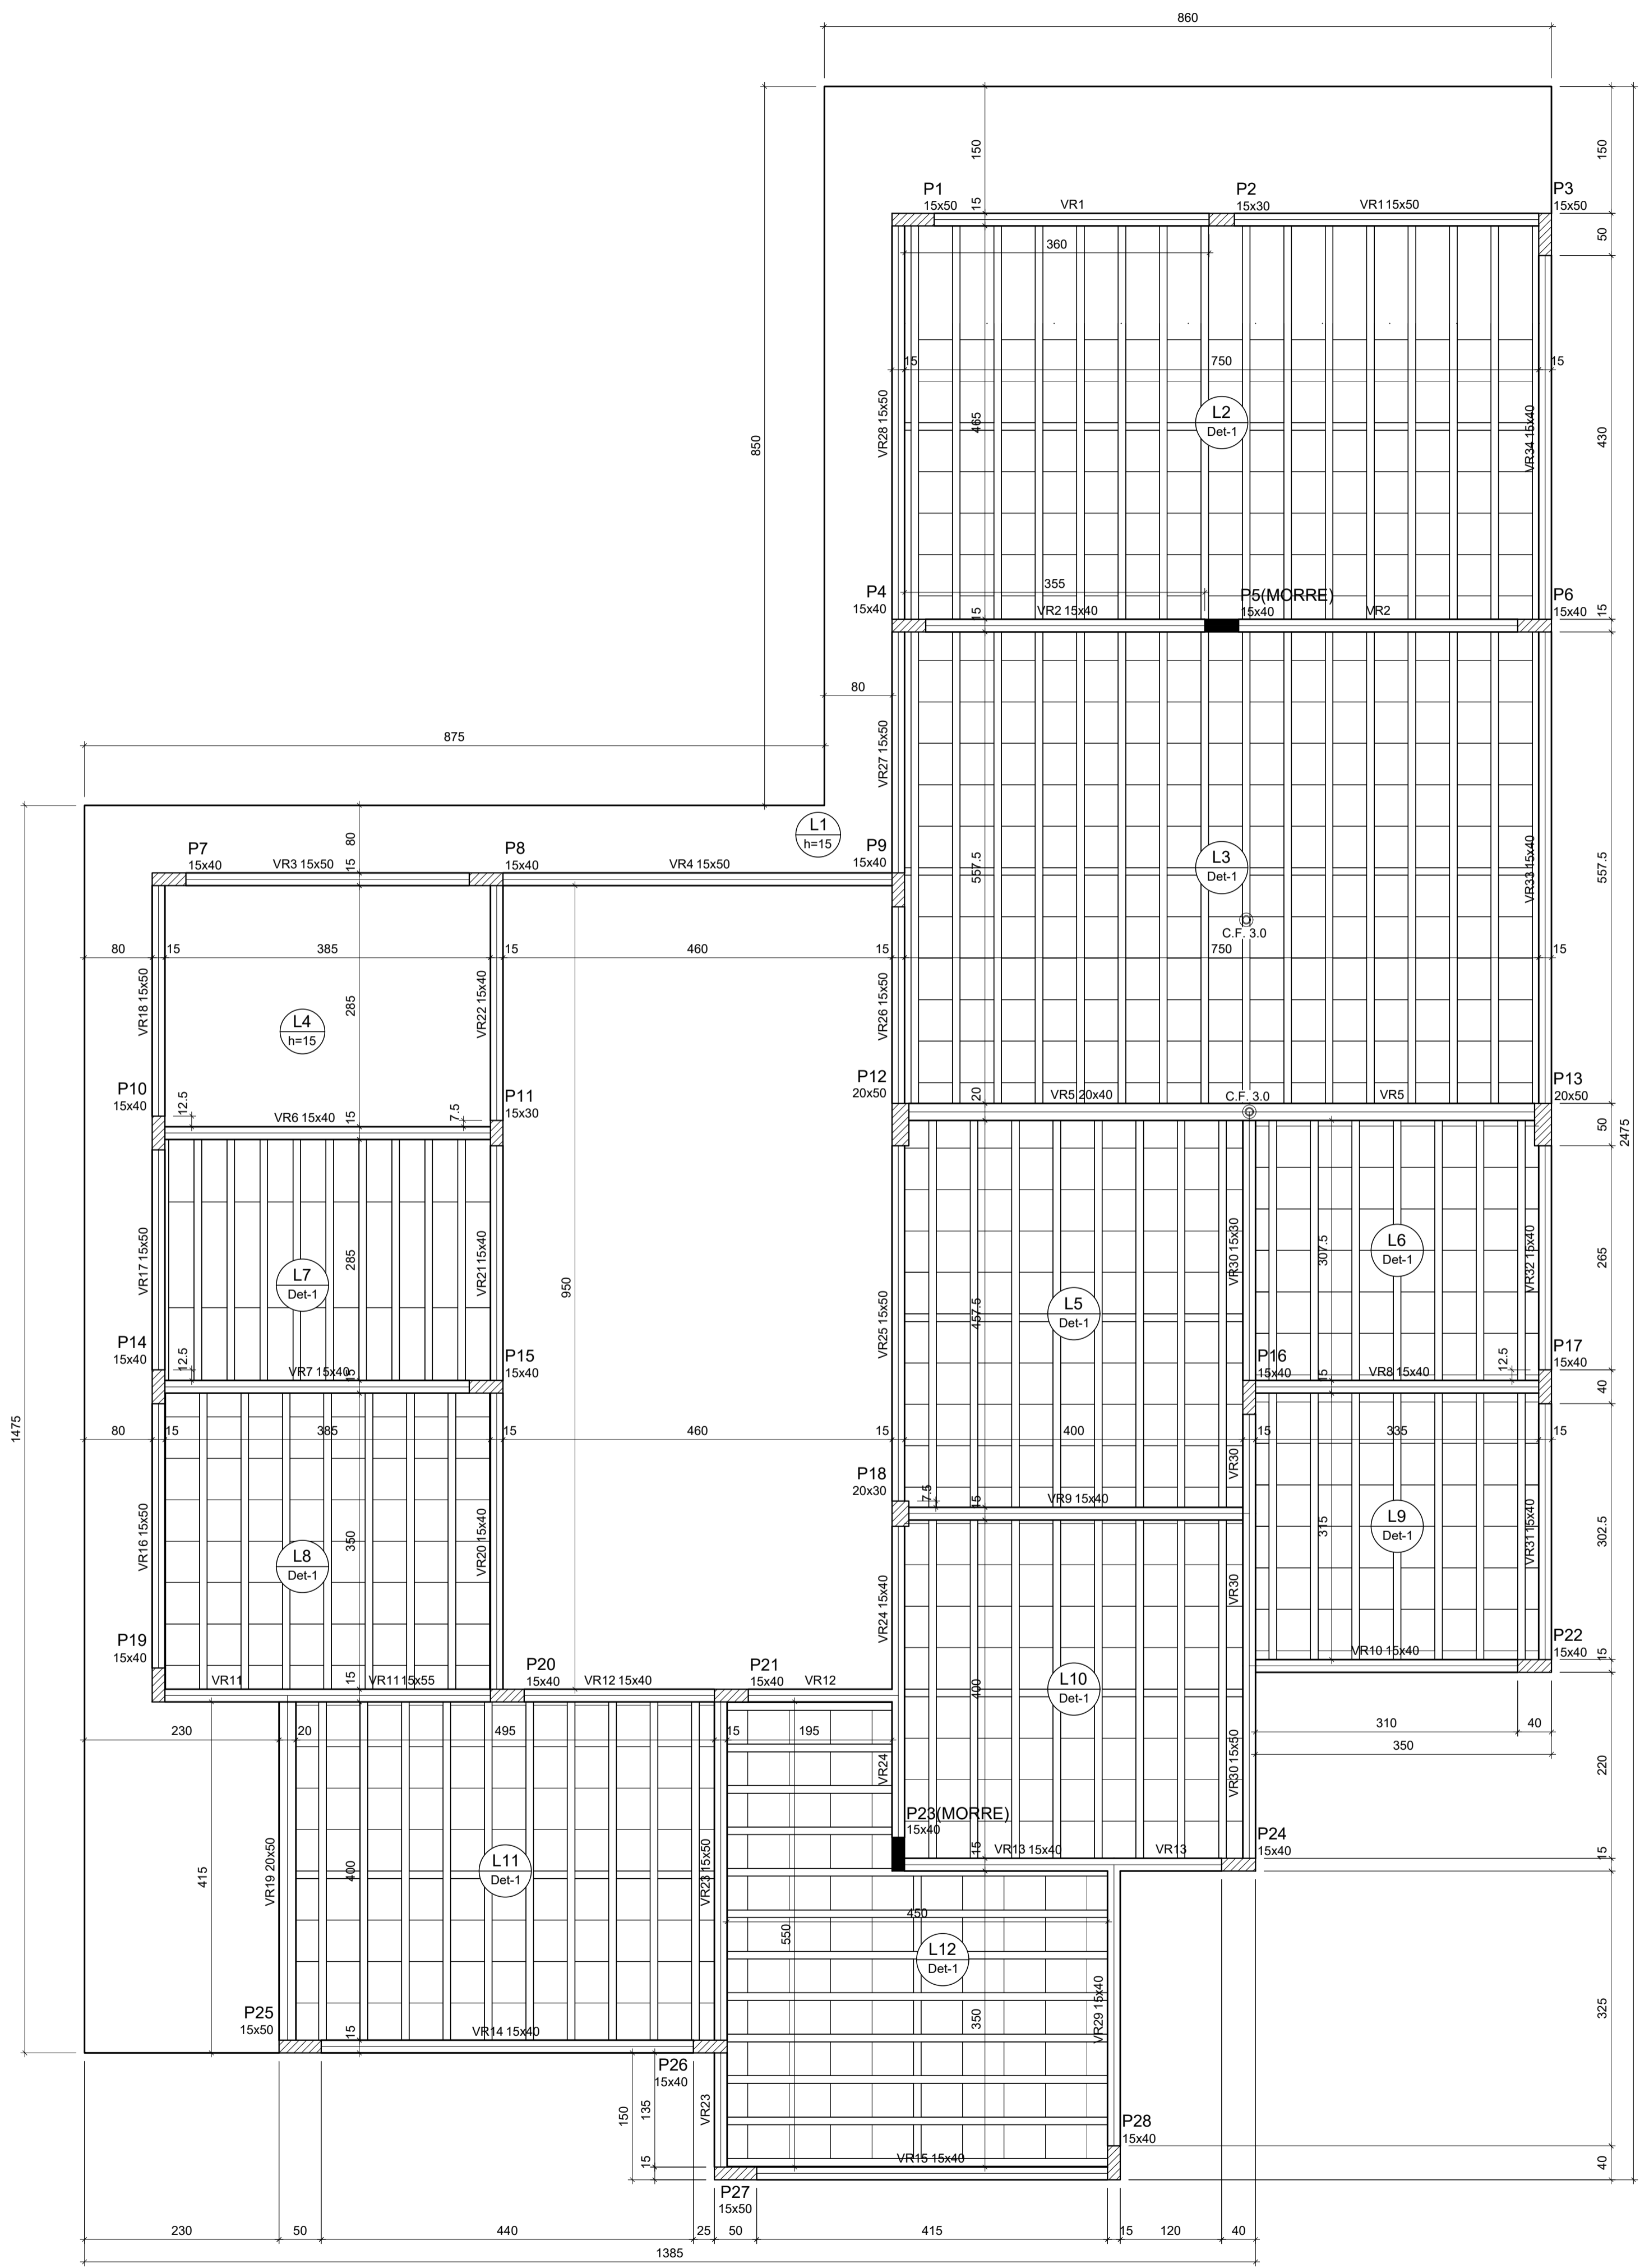 860
150
150
P1
15x50
VR1
P2
15x30
VR1 15x50
P3
15x50
15
360
50
15
750
15
850
VR28 15x50
465
L2
Det-1
VR34 15x40
430
P4
15x40
355
15
VR2 15x40
P5(MORRE)
15x40
VR2
P6
15x40
15
80
875
VR27 15x50
L1
h=15
80
15
P7
15x40
VR3 15x50
P8
15x40
VR4 15x50
P9
15x40
557.5
L3
Det-1
VR33 15x40
557.5
C.F. 3.0
80
15
385
15
460
15
750
15
VR18 15x50
285
VR22 15x40
VR26 15x50
L4
h=15
P10
15x40
12.5
VR6 15x40
15
7.5
P11
15x30
P12
20x50
20
VR5 20x40
C.F. 3.0
VR5
P13
20x50
50
2475
VR17 15x50
L7
Det-1
285
VR21 15x40
950
VR25 15x50
457.5
L5
Det-1
VR30 15x30
307.5
L6
Det-1
VR32 15x40
265
P14
15x40
12.5
VR7 15x40
15
P15
15x40
P16
15x40
15
VR8 15x40
12.5
P17
15x40
40
1475
80
15
385
15
460
15
400
15
335
15
VR30
P18
20x30
7.5
15
VR9 15x40
VR16 15x50
L8
Det-1
350
VR20 15x40
VR24 15x40
VR30
315
L9
Det-1
VR31 15x40
302.5
P19
15x40
VR11
15
VR11 15x55
P20
15x40
VR12 15x40
P21
15x40
VR12
400
L10
Det-1
VR10 15x40
P22
15x40
15
230
20
495
15
195
310
40
350
VR24
VR30 15x50
220
P23(MORRE)
15x40
415
VR19 20x50
400
L11
Det-1
VR23 15x50
15
VR13 15x40
VR13
P24
15x40
15
450
550
L12
Det-1
350
VR29 15x40
325
P25
15x50
15
VR14 15x40
P26
15x40
150
135
15
VR23
VR15 15x40
P28
15x40
40
P27
15x50
230
50
440
25
50
415
15
120
40
1385